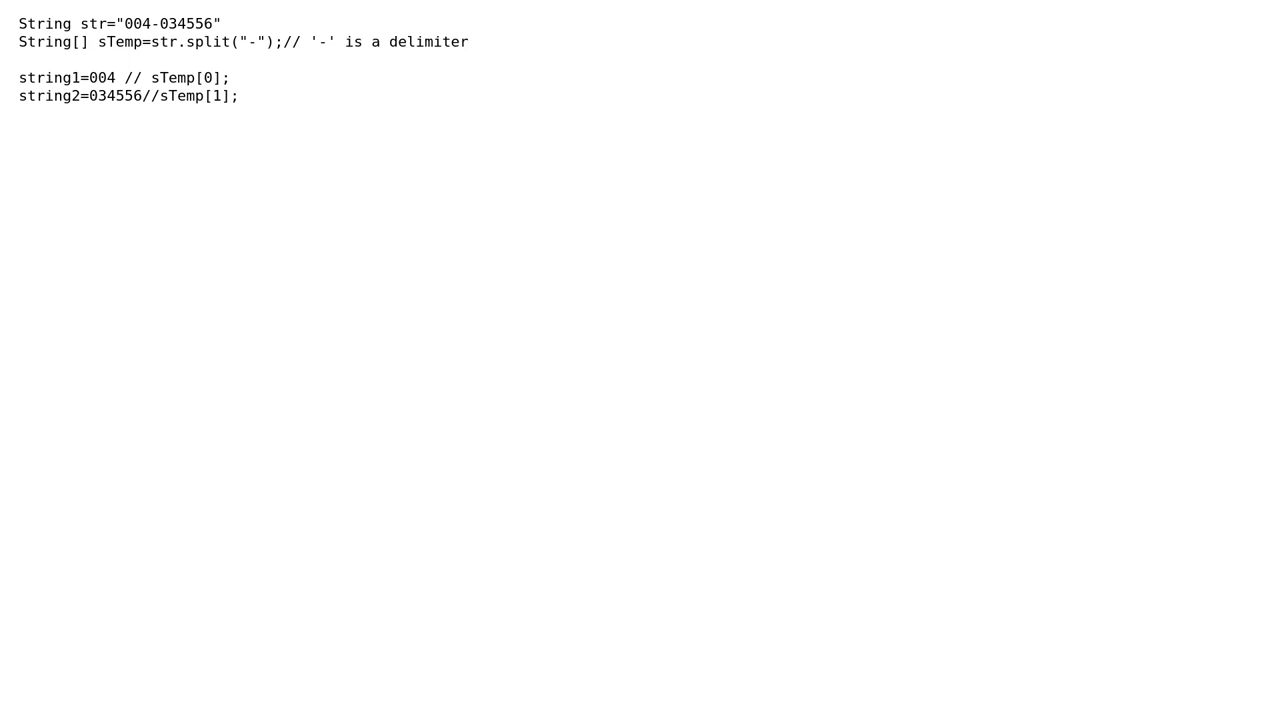 String str="004-034556"
String[] sTemp=str.split("-");// '-' is a delimiter
string1=004 // sTemp[0];
string2=034556//sTemp[1];